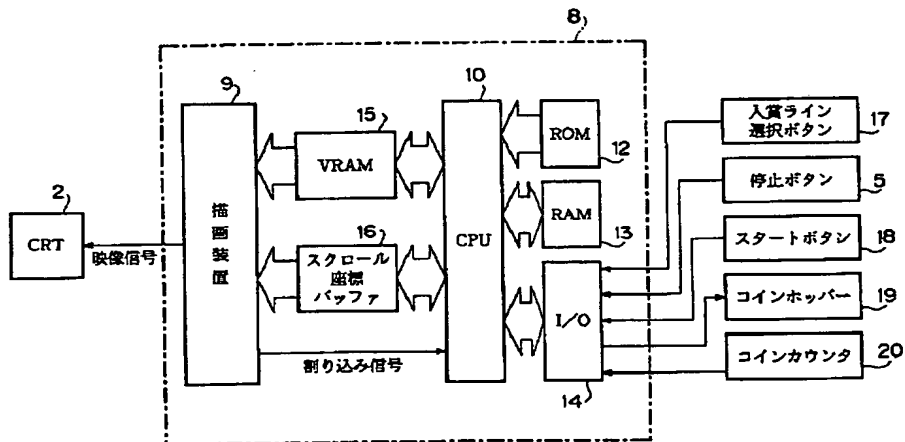 8
9
10
15
VRAM
ROM
12
入賞ライン
選択ボタン
17
停止ボタン
5
RAM
13
2
CRT
映像信号
描
画
装
置
16
スクロール
座標
バッファ
CPU
スタートボタン
18
I/O
14
コインホッパー
19
割り込み信号
コインカウンタ
20